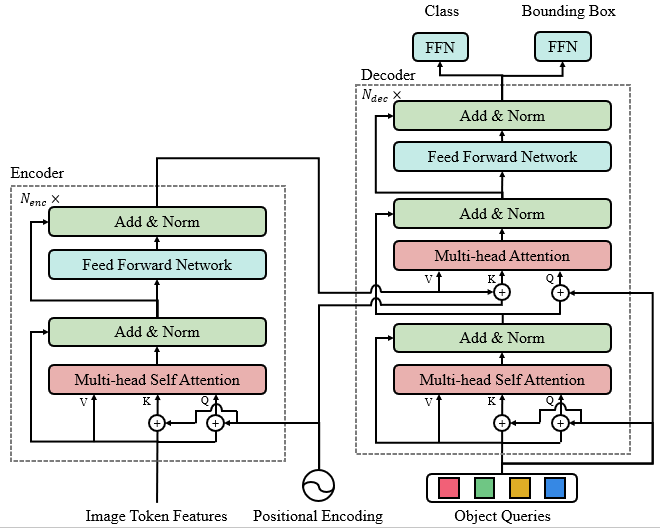 Class
Bounding Box
FFN
FFN
Decoder
N_dec ×
Add & Norm
Feed Forward Network
Add & Norm
Multi-head Attention
V
K
Q
+
+
Add & Norm
Multi-head Self Attention
V
K
Q
+
+
Object Queries
Encoder
N_enc ×
Add & Norm
Feed Forward Network
Add & Norm
Multi-head Self Attention
V
K
Q
+
+
Image Token Features
Positional Encoding